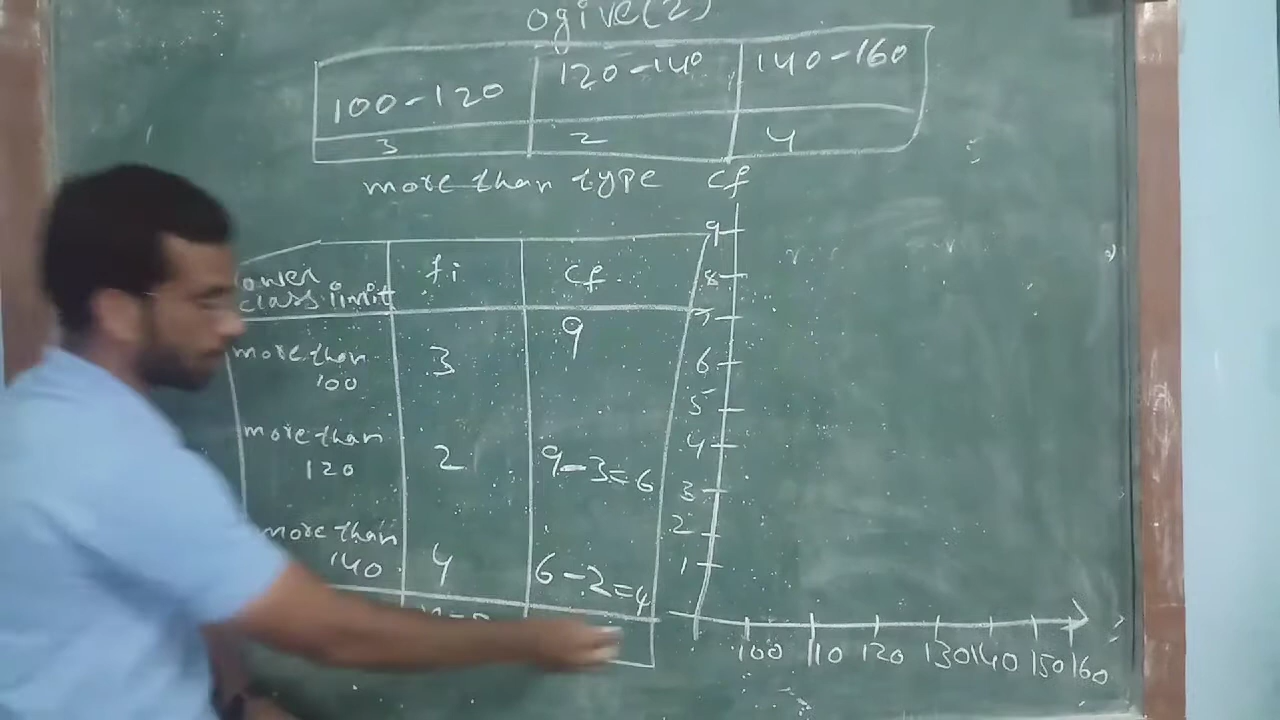 ogive(2)
100-120 120-140 140-160
3 2 4
more than type cf
9
8
7
6
5
4
3
2
1
100 110 120 130 140 150 160
class limit fi cf
more than 100 3 9
more than 120 2 9-3=6
more than 140 4 6-2=4